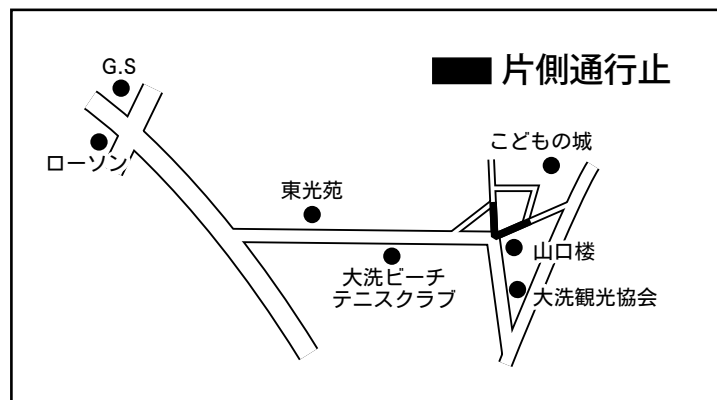 G.S
片側通行止
ローソン
こどもの城
東光苑
山口楼
大洗ビーチ
テニスクラブ
大洗観光協会